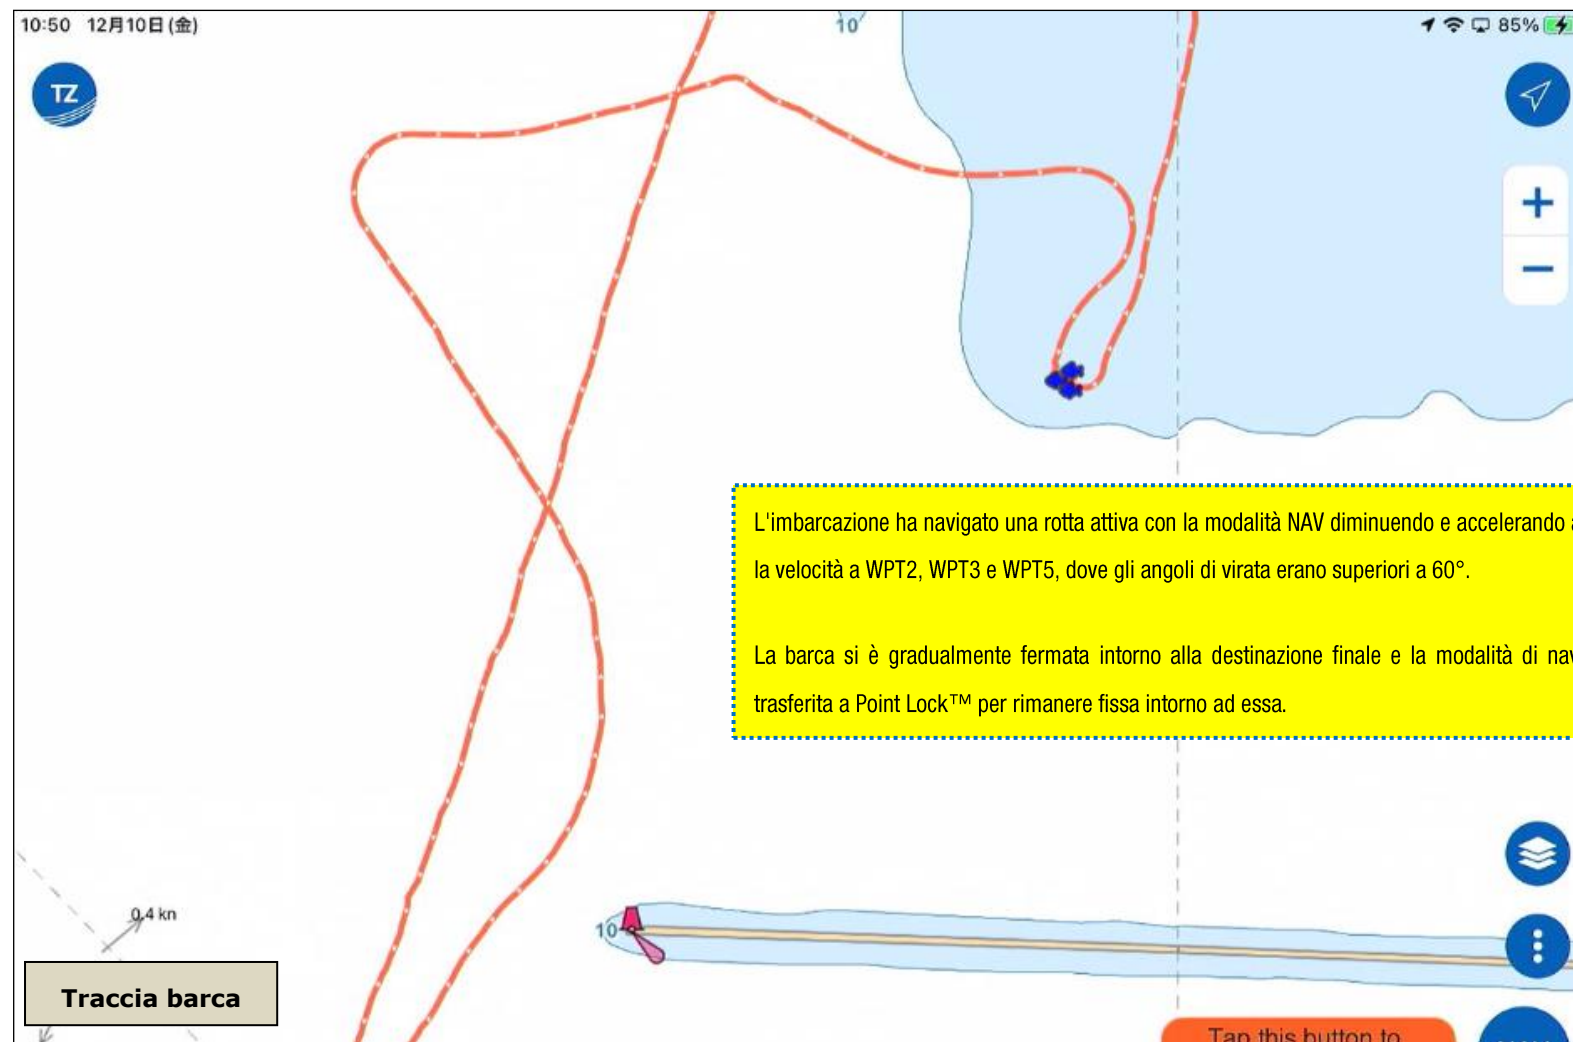 10:50 12月10日(金)
10′
85%
TZ
L'imbarcazione ha navigato una rotta attiva con la modalità NAV diminuendo e accelerando
la velocità a WPT2, WPT3 e WPT5, dove gli angoli di virata erano superiori a 60°.
La barca si è gradualmente fermata intorno alla destinazione finale e la modalità di
trasferita a Point Lock™ per rimanere fissa intorno ad essa.
0.4 kn
10
Traccia barca
Tap this button to